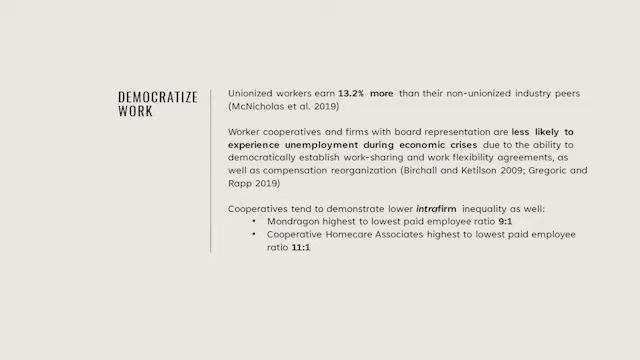 DEMOCRATIZE
WORK
Unionized workers earn 13.2% more than their non-unionized industry peers
(McNicholas et al. 2019)
Worker cooperatives and firms with board representation are less likely to
experience unemployment during economic crises due to the ability to
democratically establish work-sharing and work flexibility agreements, as
well as compensation reorganization (Birchall and Ketilson 2009; Gregoric and
Rapp 2019)
Cooperatives tend to demonstrate lower intrafirm inequality as well:
• Mondragon highest to lowest paid employee ratio 9:1
• Cooperative Homecare Associates highest to lowest paid employee
ratio 11:1